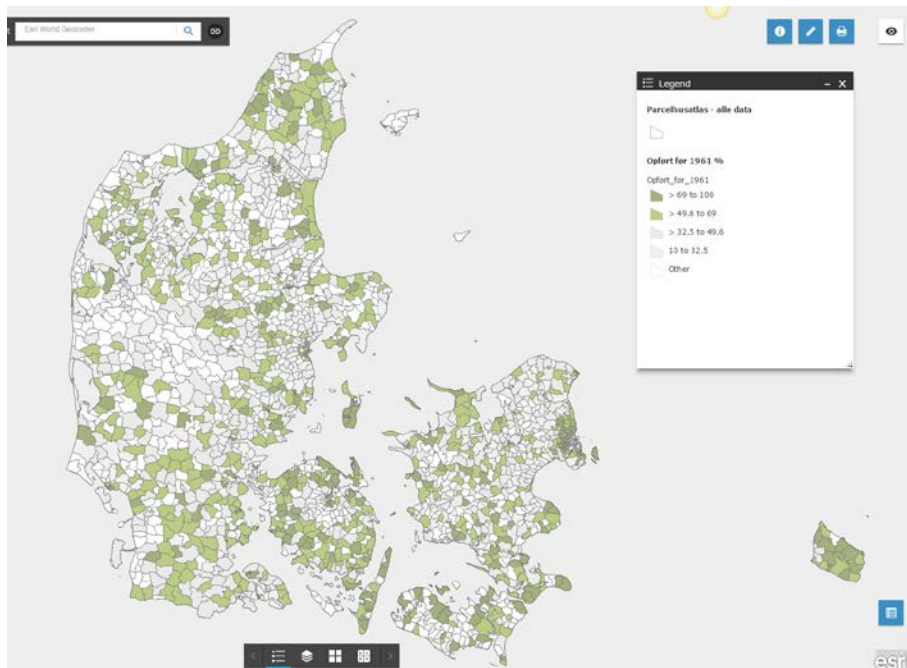 t
Esri World Geocoder
Legend
Parcelhusatlas - alle data
Opført før 1961 %
Opført_før_1961
> 69 to 100
> 49.6 to 69
> 32.5 to 49.6
10 to 32.5
Other
esri